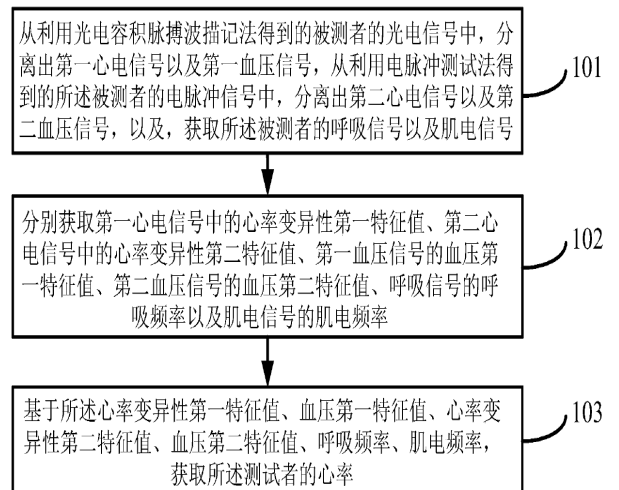 从利用光电容积脉搏波描记法得到的被测者的光电信号中，分
离出第一心电信号以及第一血压信号，从利用电脉冲测试法得
到的所述被测者的电脉冲信号中，分离出第二心电信号以及第
二血压信号，以及，获取所述被测者的呼吸信号以及肌电信号
101
分别获取第一心电信号中的心率变异性第一特征值、第二心
电信号中的心率变异性第二特征值、第一血压信号的血压第
一特征值、第二血压信号的血压第二特征值、呼吸信号的呼
吸频率以及肌电信号的肌电频率
102
基于所述心率变异性第一特征值、血压第一特征值、心率变
异性第二特征值、血压第二特征值、呼吸频率、肌电频率，
获取所述测试者的心率
103